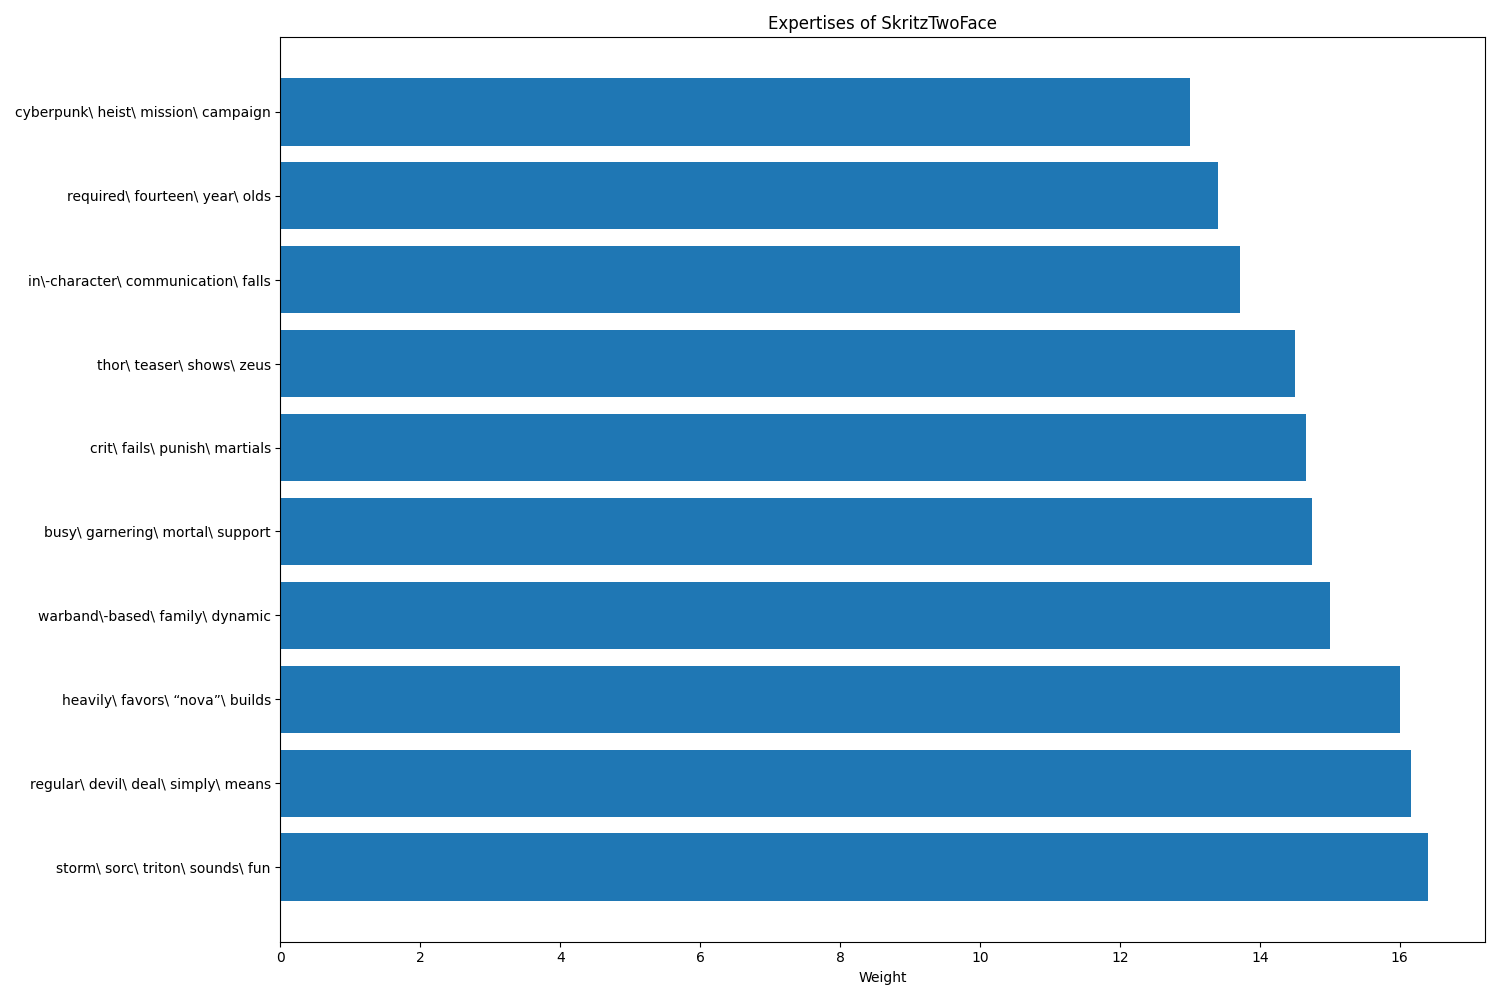 Expertises of SkritzTwoFace
cyberpunk\ heist\ mission\ campaign
required\ fourteen\ year\ olds
in\-character\ communication\ falls
thor\ teaser\ shows\ zeus
crit\ fails\ punish\ martials
busy\ garnering\ mortal\ support
warband\-based\ family\ dynamic
heavily\ favors\ “nova”\ builds
regular\ devil\ deal\ simply\ means
storm\ sorc\ triton\ sounds\ fun
0 2 4 6 8 10 12 14 16
Weight